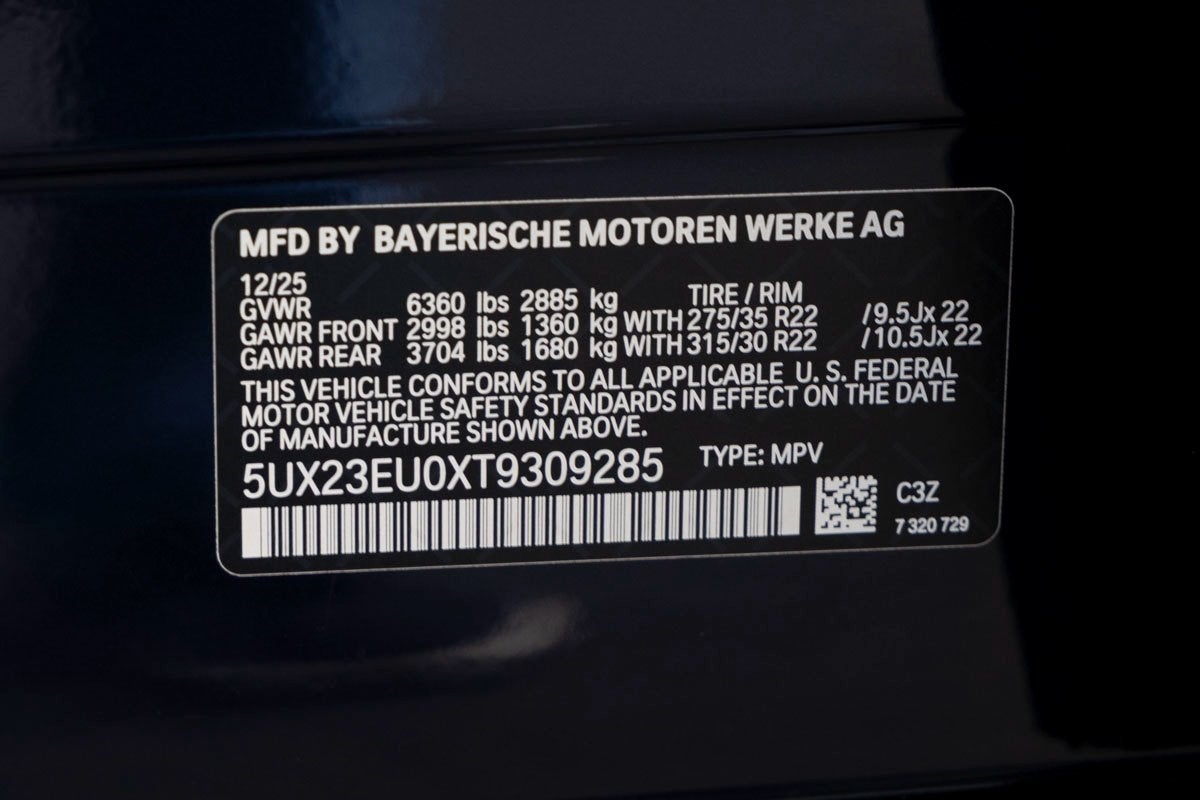 MFD BY BAYERISCHE MOTOREN WERKE AG
12/25
GVWR 6360 lbs 2885 kg TIRE / RIM
GAWR FRONT 2998 lbs 1360 kg WITH 275/35 R22 /9.5Jx 22
GAWR REAR 3704 lbs 1680 kg WITH 315/30 R22 /10.5Jx 22
THIS VEHICLE CONFORMS TO ALL APPLICABLE U. S. FEDERAL
MOTOR VEHICLE SAFETY STANDARDS IN EFFECT ON THE DATE
OF MANUFACTURE SHOWN ABOVE.
5UX23EU0XT9309285 TYPE: MPV
C3Z
7 320 729